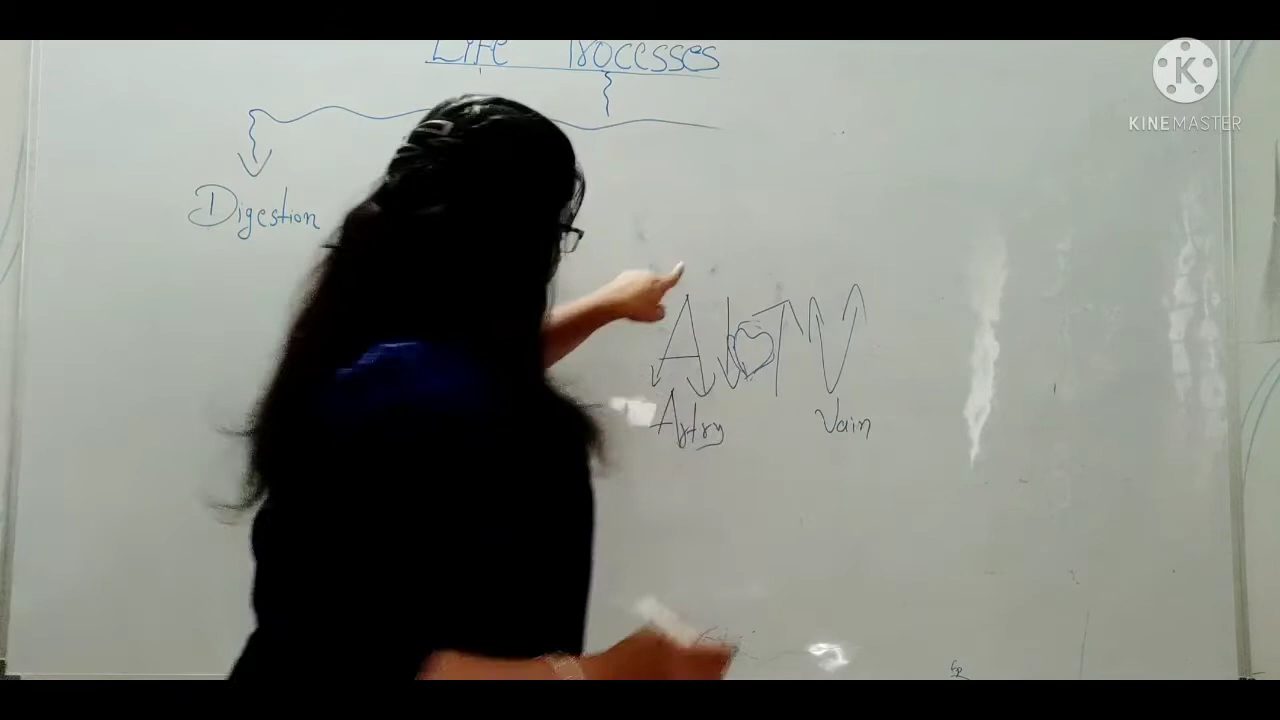 Life Processes
K
KINEMASTER
Digestion
A V
Artry Vain